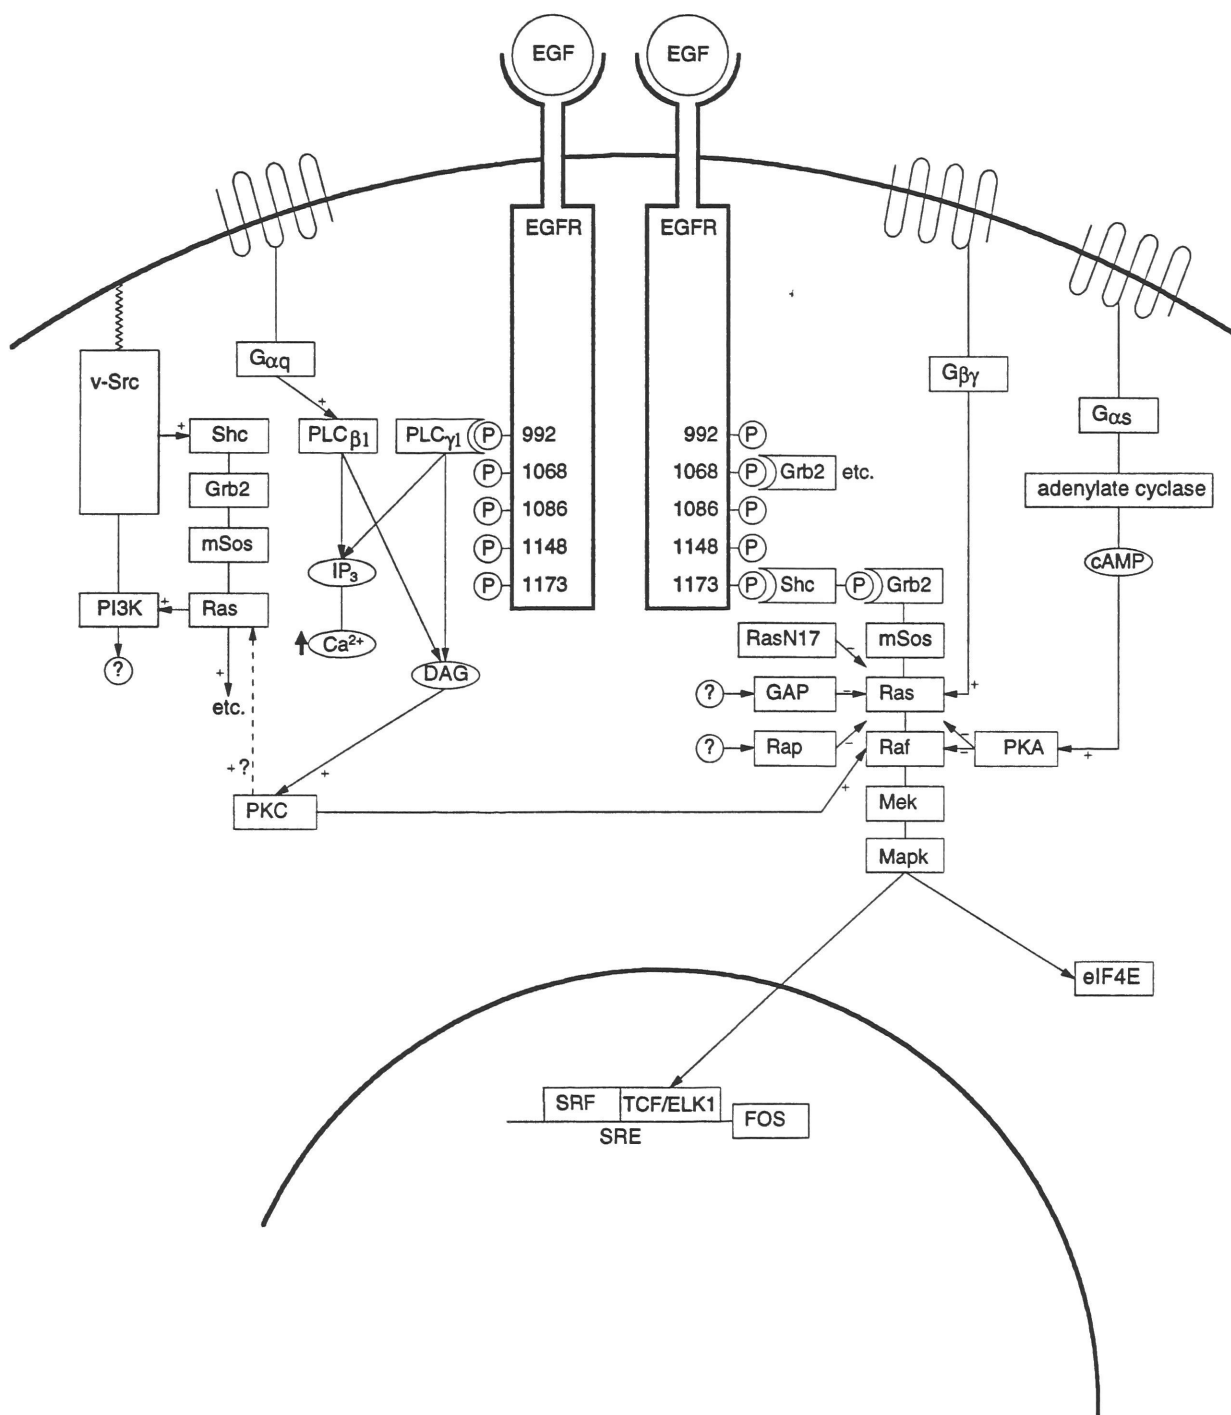 EGF EGF
EGFR EGFR
v-Src
Gαq
Gβγ
Gαs
+
+
Shc PLCβ1 PLCγ1 P 992 992 P
Grb2 P 1068 1068 P Grb2 etc.
adenylate cyclase
P 1086 1086 P
mSos P 1148 1148 P
cAMP
IP3
PI3K + Ras P 1173 1173 P Shc P Grb2
Ca2+
RasN17 − mSos
? + DAG
? GAP − Ras +
etc.
? Rap − Raf − − PKA +
+? +
PKC + Mek
Mapk
eIF4E
SRF TCF/ELK1 FOS
SRE